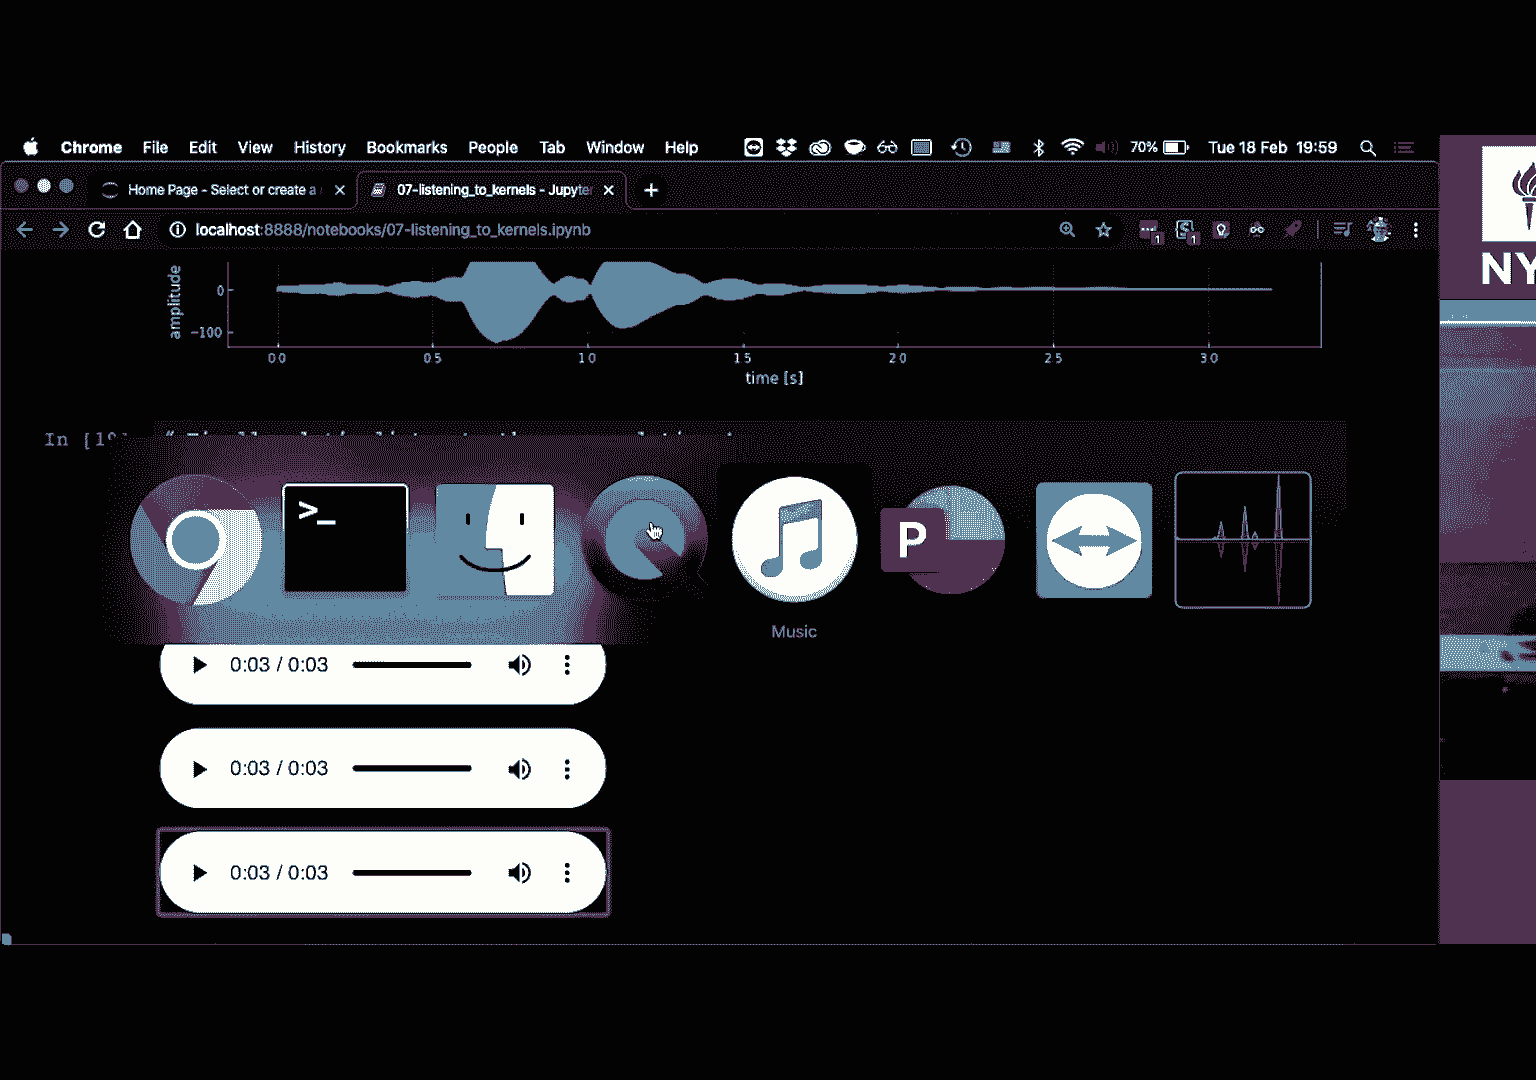 Chrome File Edit View History Bookmarks People Tab Window Help 70% Tue 18 Feb 19:59
Home Page - Select or create a
07-listening_to_kernels - Jupyter
localhost:8888/notebooks/07-listening_to_kernels.ipynb
1 1
NY
amplitude
0
-100
0.0 0.5 1.0 1.5 2.0 2.5 3.0
time [s]
In [19
>_
P
Music
0:03 / 0:03
0:03 / 0:03
0:03 / 0:03